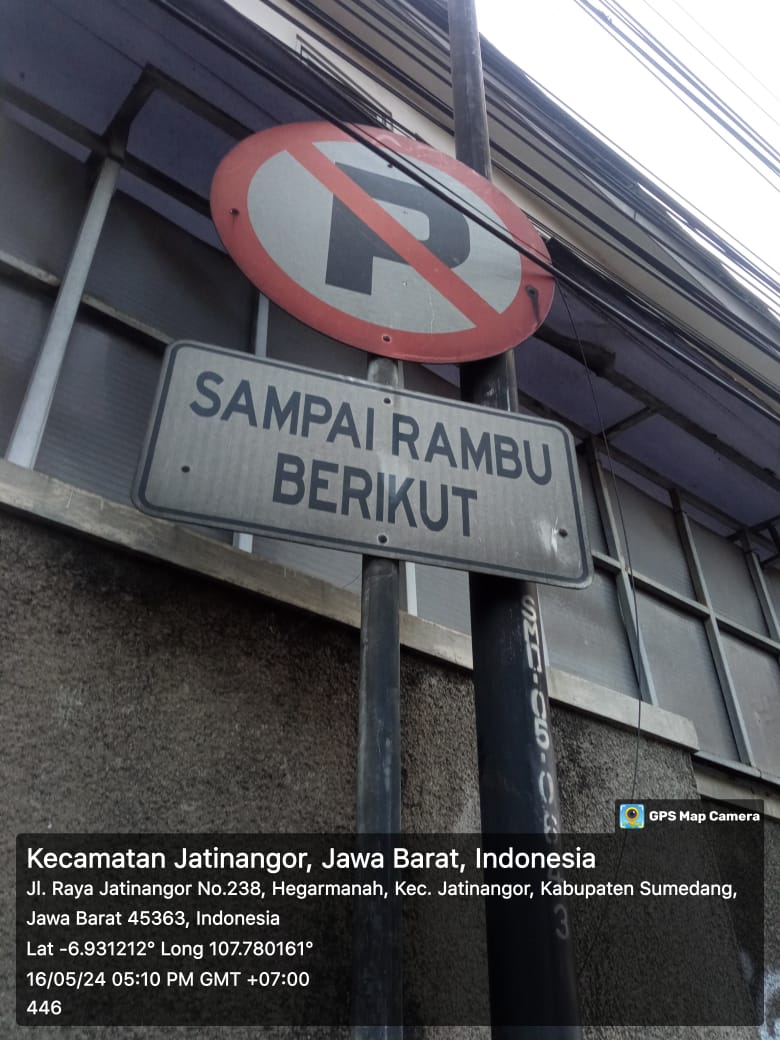 P
SAMPAI RAMBU
BERIKUT
GPS Map Camera
Kecamatan Jatinangor, Jawa Barat, Indonesia
Jl. Raya Jatinangor No.238, Hegarmanah, Kec. Jatinangor, Kabupaten Sumedang,
Jawa Barat 45363, Indonesia
Lat -6.931212° Long 107.780161°
16/05/24 05:10 PM GMT +07:00
446